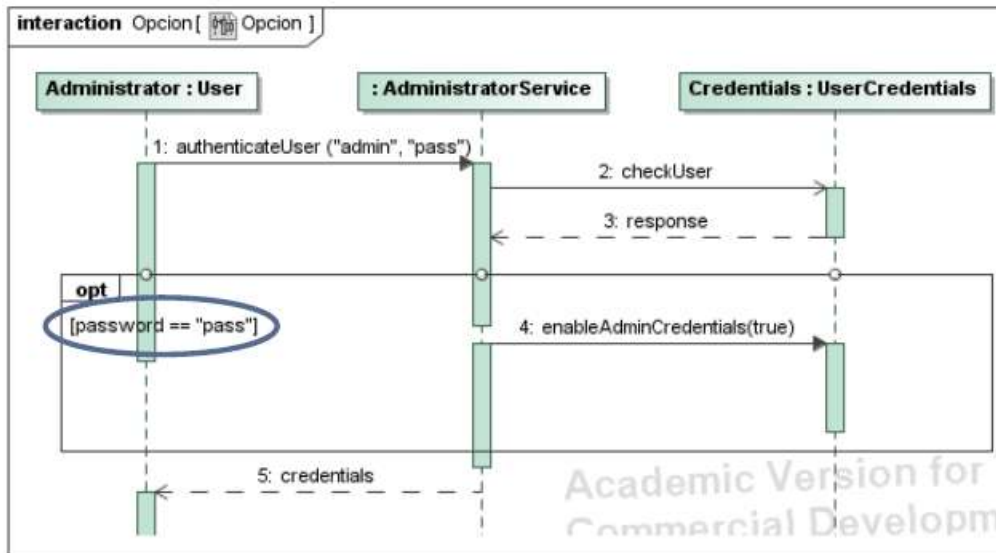 interaction Opcion [ Opcion ]
Administrator : User
: AdministratorService
Credentials : UserCredentials
1: authenticateUser ("admin", "pass")
2: checkUser
3: response
opt
[password == "pass"]
4: enableAdminCredentials(true)
5: credentials
Academic Version for
Commercial Developm